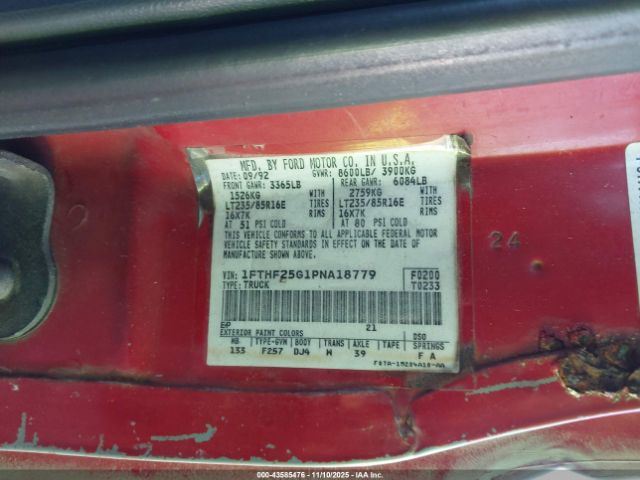 MFD. BY FORD MOTOR CO. IN U.S.A.
DATE: 09/92 GVWR: 8600LB/ 3900KG
FRONT GAWR: 3365LB REAR GAWR: 6084LB
1526KG WITH 2759KG WITH
LT235/85R16E TIRES LT235/85R16E TIRES
16X7K RIMS 16X7K RIMS
AT 51 PSI COLD AT 80 PSI COLD
THIS VEHICLE CONFORMS TO ALL APPLICABLE FEDERAL MOTOR
VEHICLE SAFETY STANDARDS IN EFFECT ON THE DATE OF
MANUFACTURE SHOWN ABOVE.
VIN: 1FTHF25G1PNA18779 F0200
TYPE: TRUCK T0233
EP 21
EXTERIOR PAINT COLORS DSO
WB TYPE-GVW BODY TRANS AXLE TAPE SPRINGS
133 F257 DJ4 W 39 F A
24
000-43585476 - 11/10/2025 - IAA Inc.